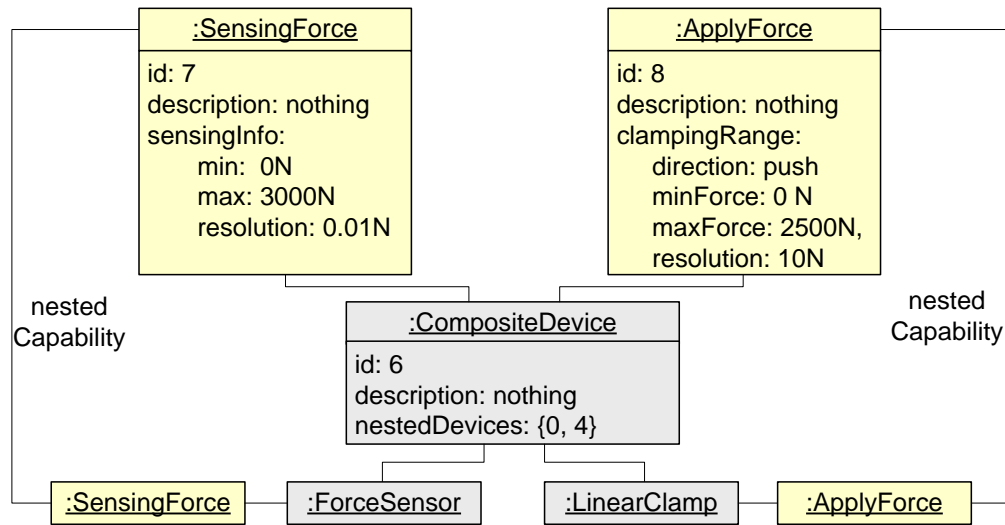 :SensingForce
id: 7
description: nothing
sensingInfo:
min: 0N
max: 3000N
resolution: 0.01N
:ApplyForce
id: 8
description: nothing
clampingRange:
direction: push
minForce: 0 N
maxForce: 2500N,
resolution: 10N
nested
Capability
nested
Capability
:CompositeDevice
id: 6
description: nothing
nestedDevices: {0, 4}
:SensingForce
:ForceSensor
:LinearClamp
:ApplyForce